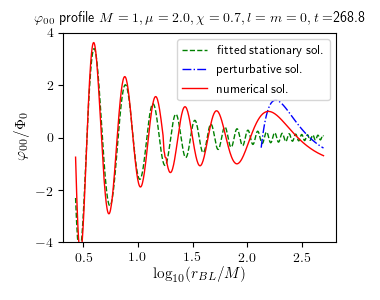 φ₀₀ profile M = 1, μ = 2.0, χ = 0.7, l = m = 0, t =268.8
φ₀₀/Φ₀
4
2
0
−2
−4
fitted stationary sol.
perturbative sol.
numerical sol.
0.5 1.0 1.5 2.0 2.5
log₁₀(r_BL/M)